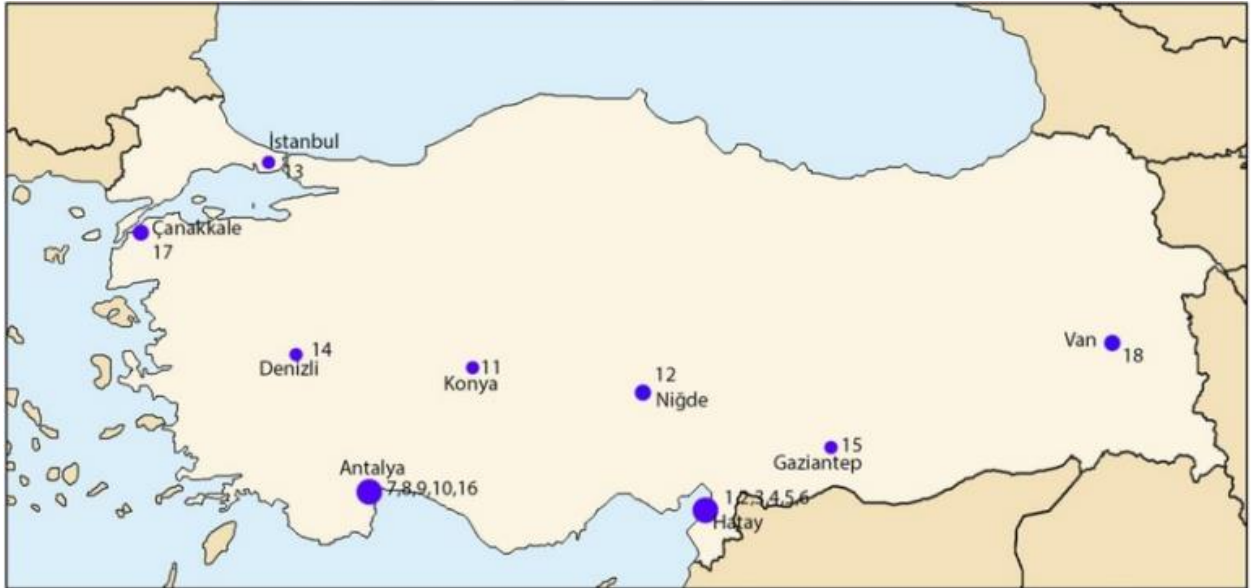 İstanbul
13
Çanakkale
17
14
Denizli
11
Konya
12
Niğde
Van
18
15
Gaziantep
Antalya
7,8,9,10,16
1,2,3,4,5,6
Hatay